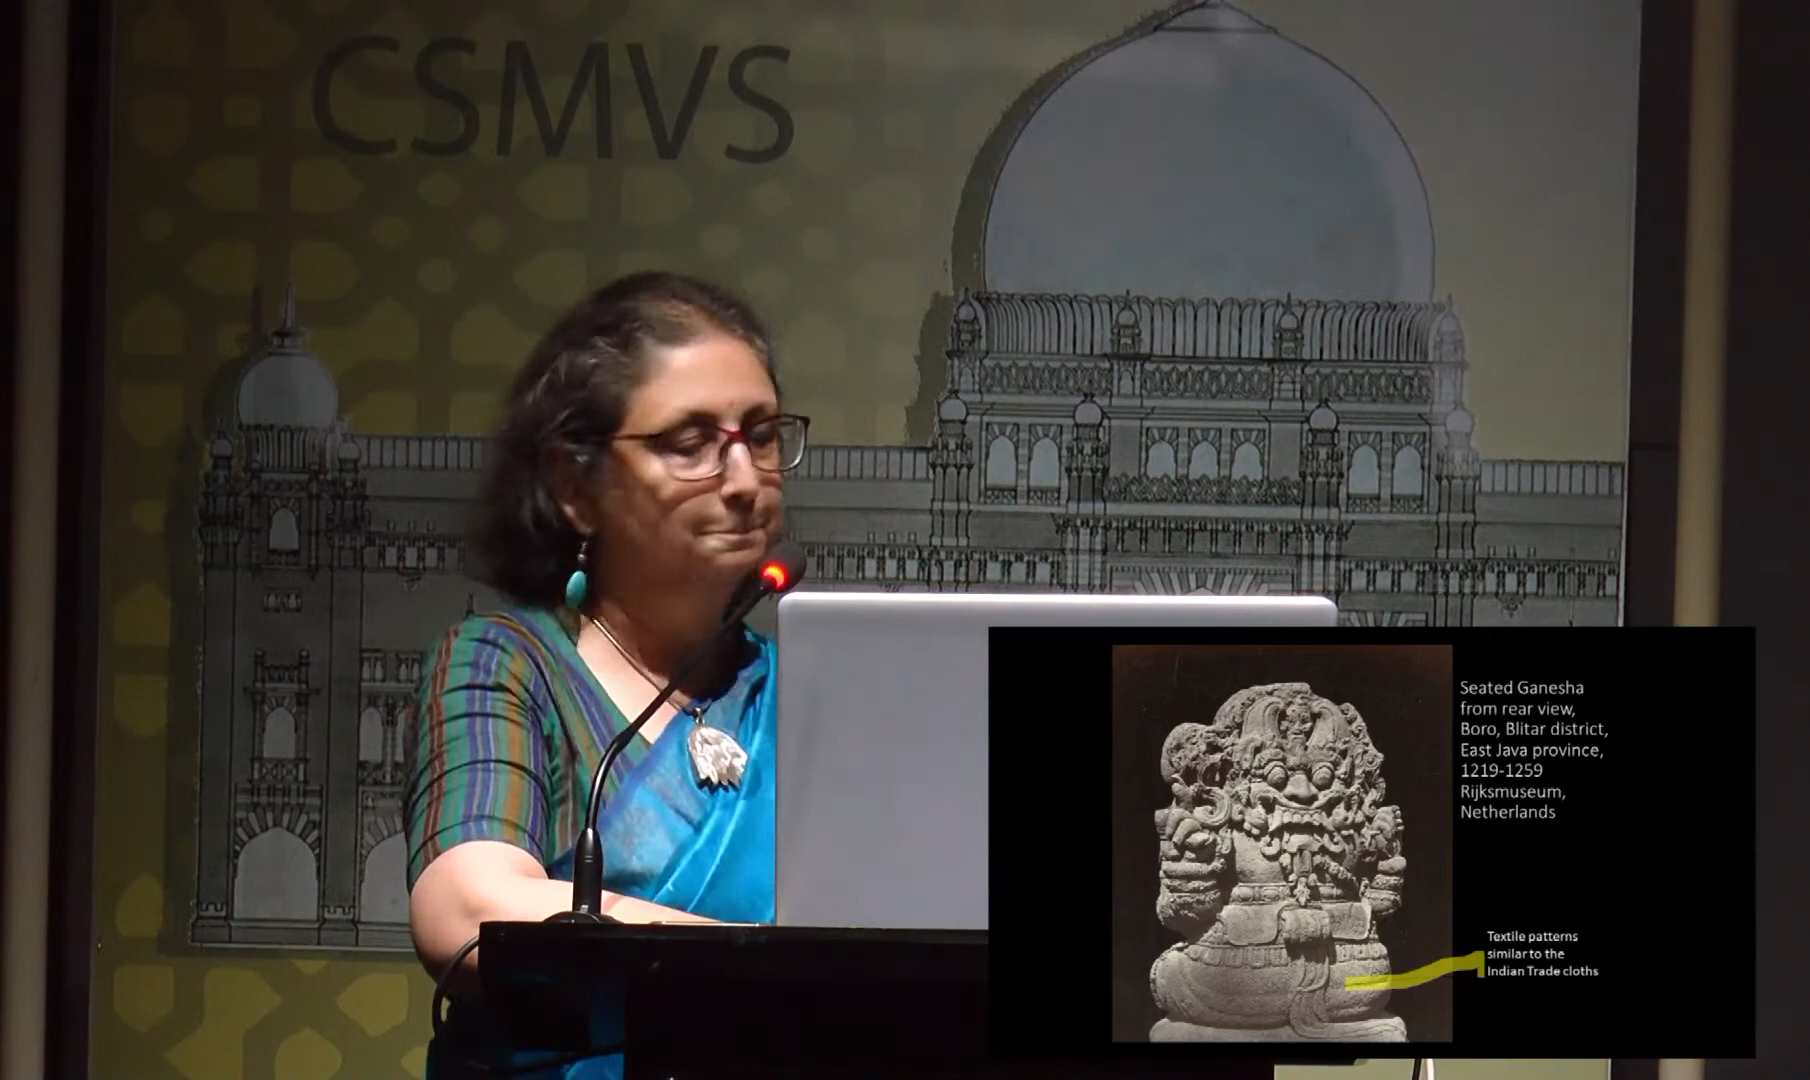 CSMVS
Seated Ganesha
from rear view,
Boro, Blitar district,
East Java province,
1219-1259
Rijksmuseum,
Netherlands
Textile patterns
similar to the
Indian Trade cloths